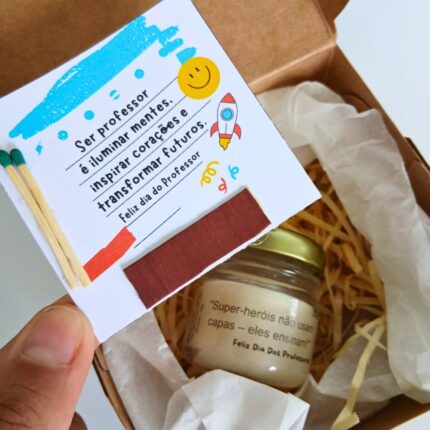 Ser professor
é iluminar mentes,
inspirar corações e
transformar futuros.
Feliz dia do Professor
"Super-heróis não usam
capas – eles ensinam!"
Feliz Dia Dos Professores